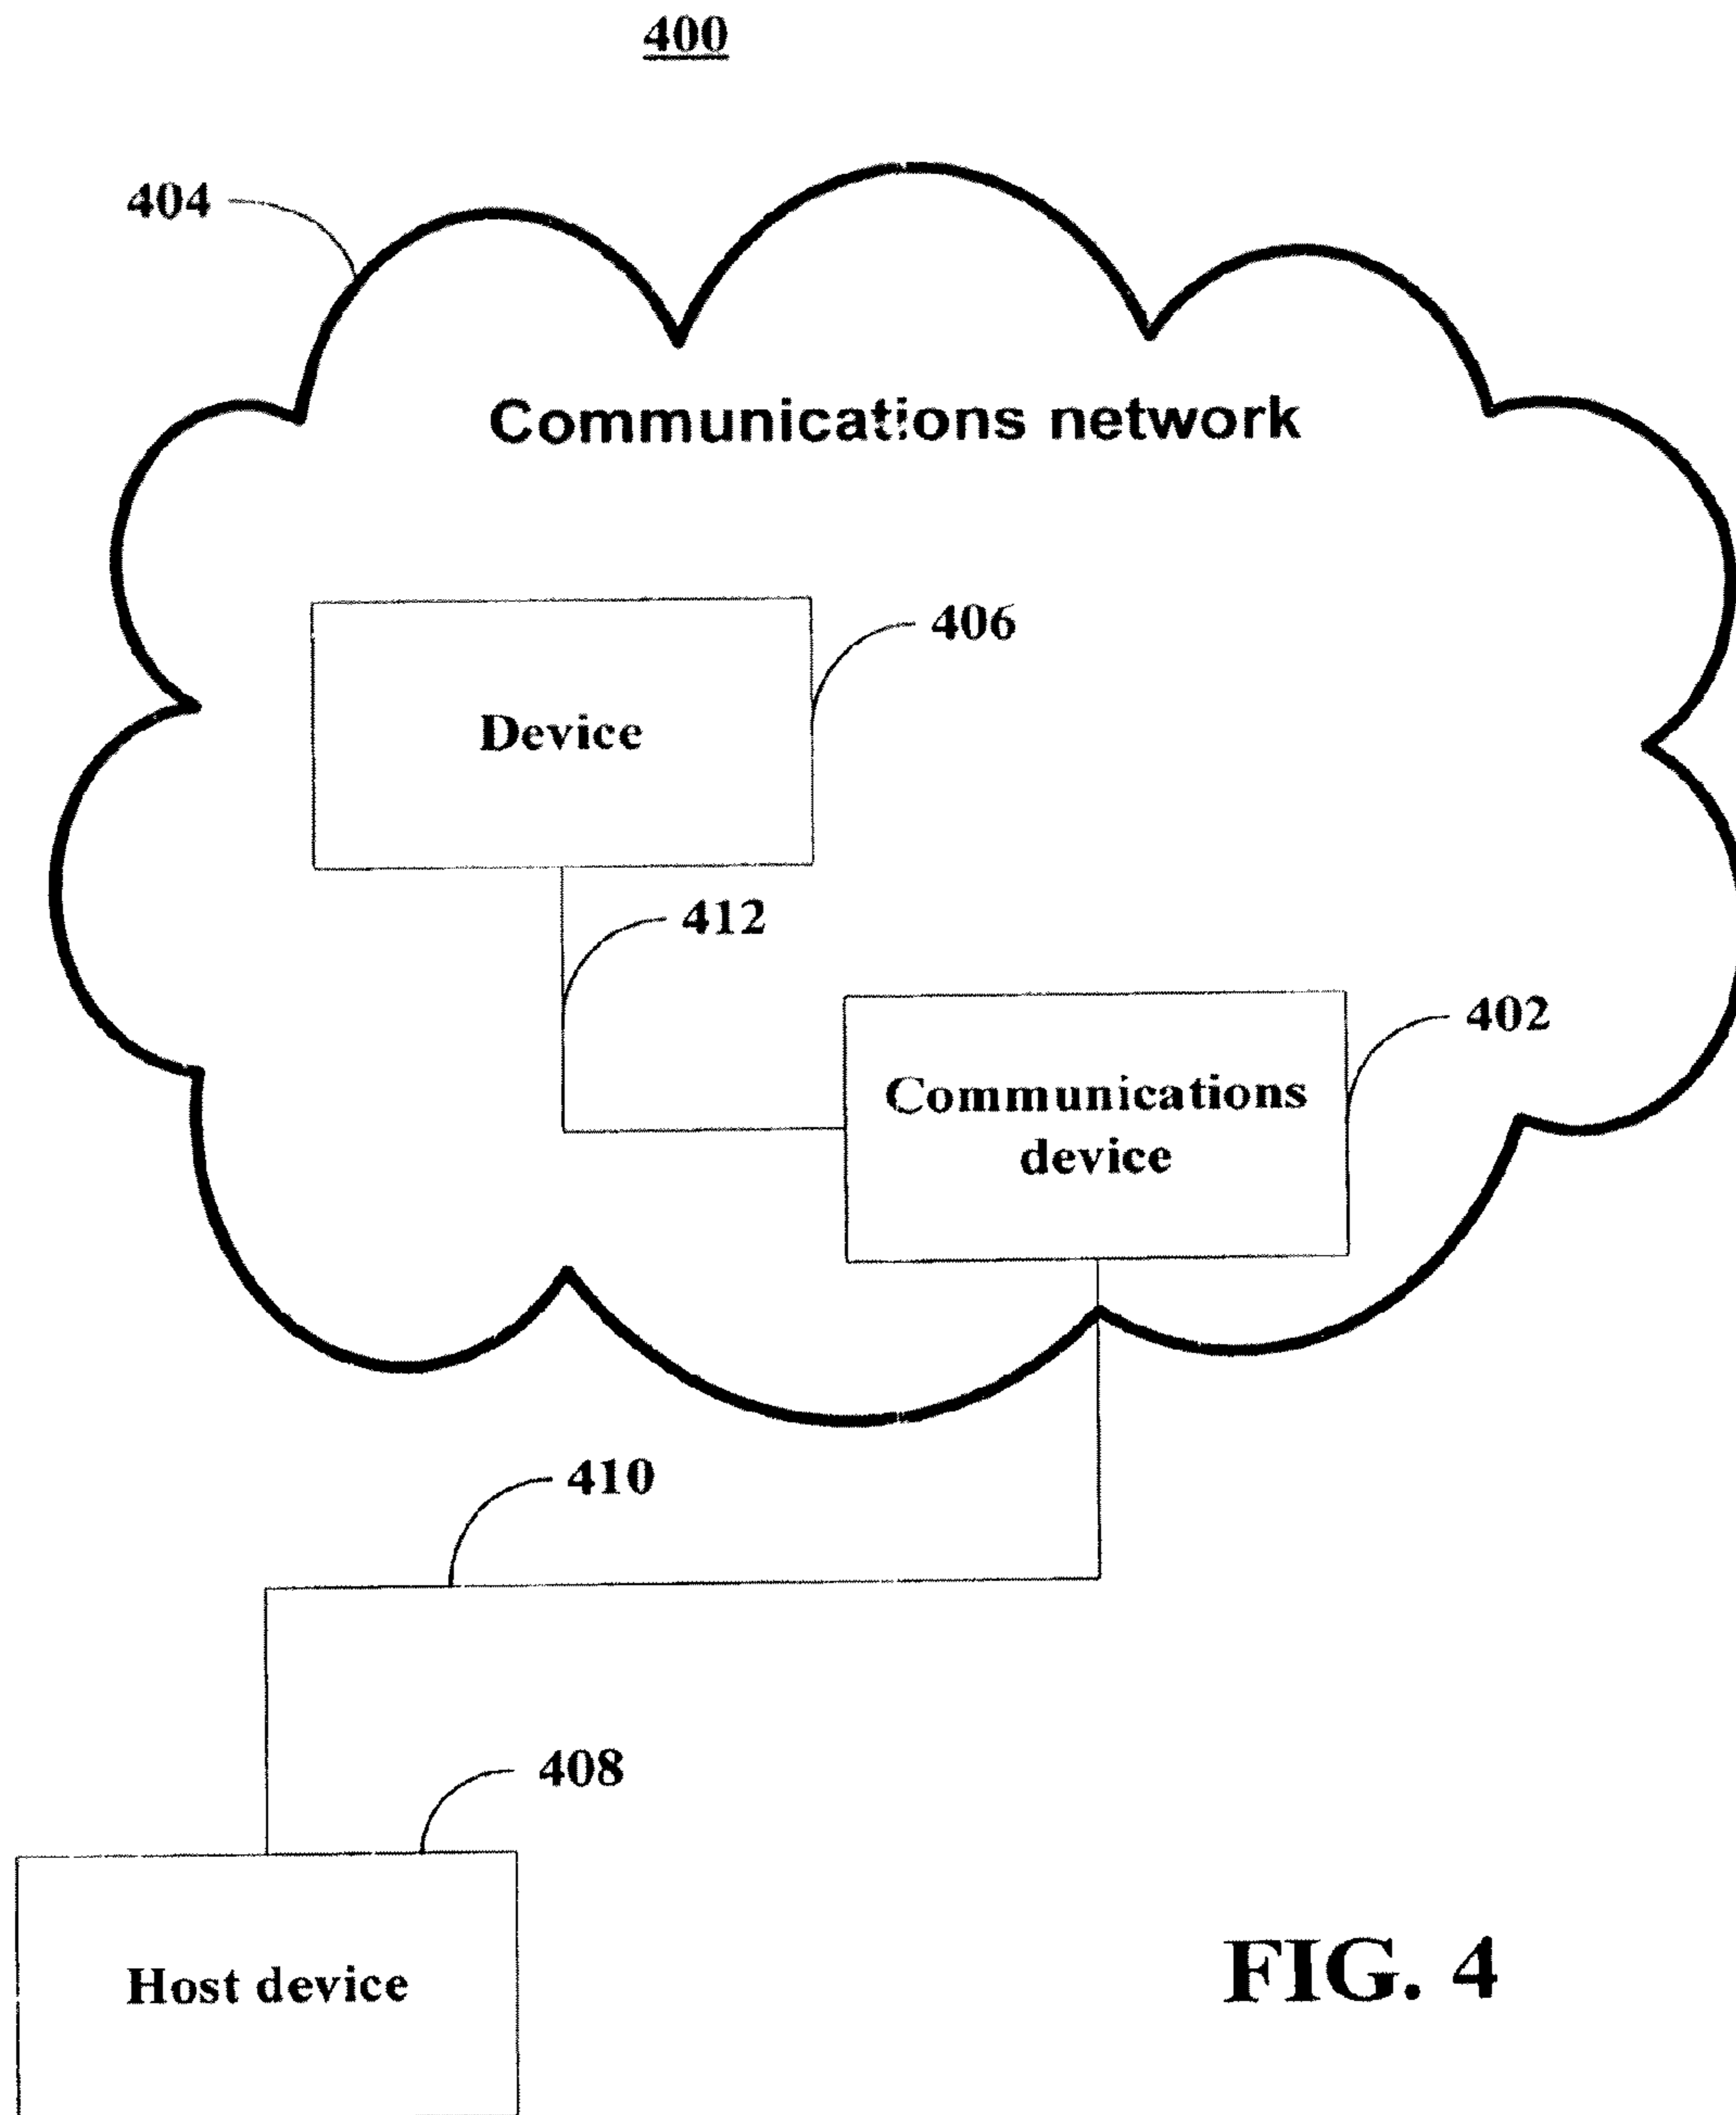 400
404
Communications network
406
Device
412
402
Communications
device
410
408
Host device
FIG. 4